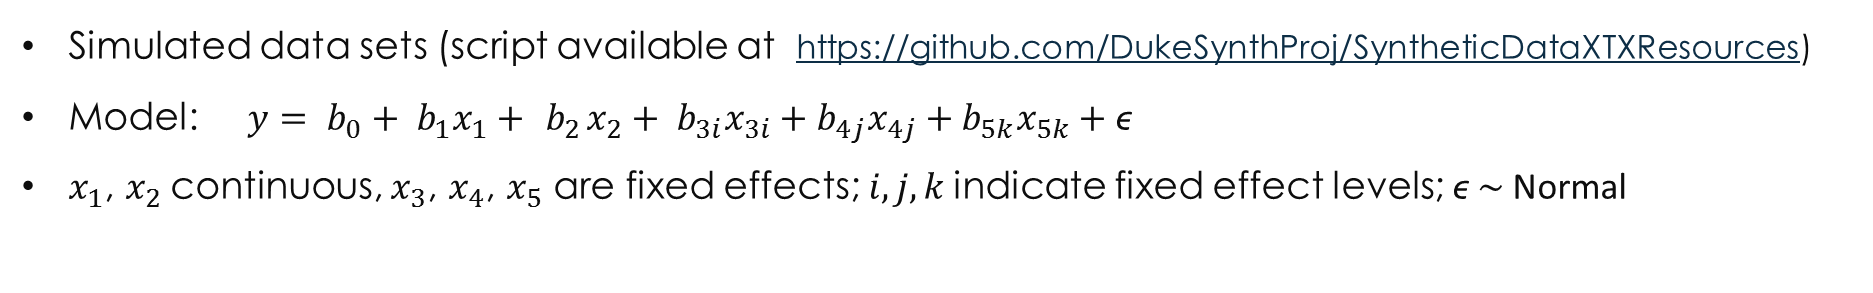 • Simulated data sets (script available at https://github.com/DukeSynthProj/SyntheticDataXTXResources)
• Model: y = b₀ + b₁x₁ + b₂x₂ + b₃ᵢx₃ᵢ + b₄ⱼx₄ⱼ + b₅ₖx₅ₖ + ϵ
• x₁, x₂ continuous, x₃, x₄, x₅ are fixed effects; i, j, k indicate fixed effect levels; ϵ ~ Normal